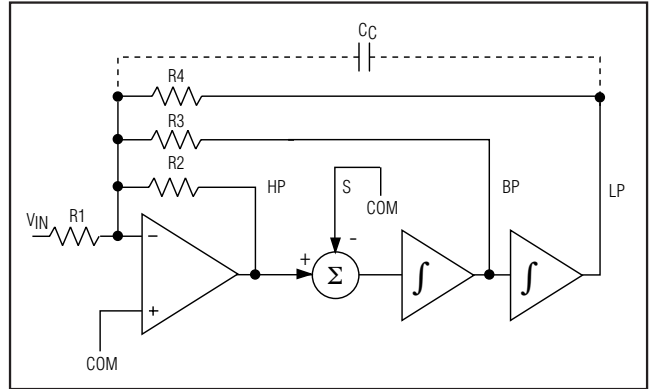 CC
R4
R3
R2
HP
S
COM
BP
LP
VIN
R1
−
+
−
+
Σ
∫
∫
COM